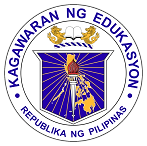 KAGAWARAN NG EDUKASYON
REPUBLIKA NG PILIPINAS